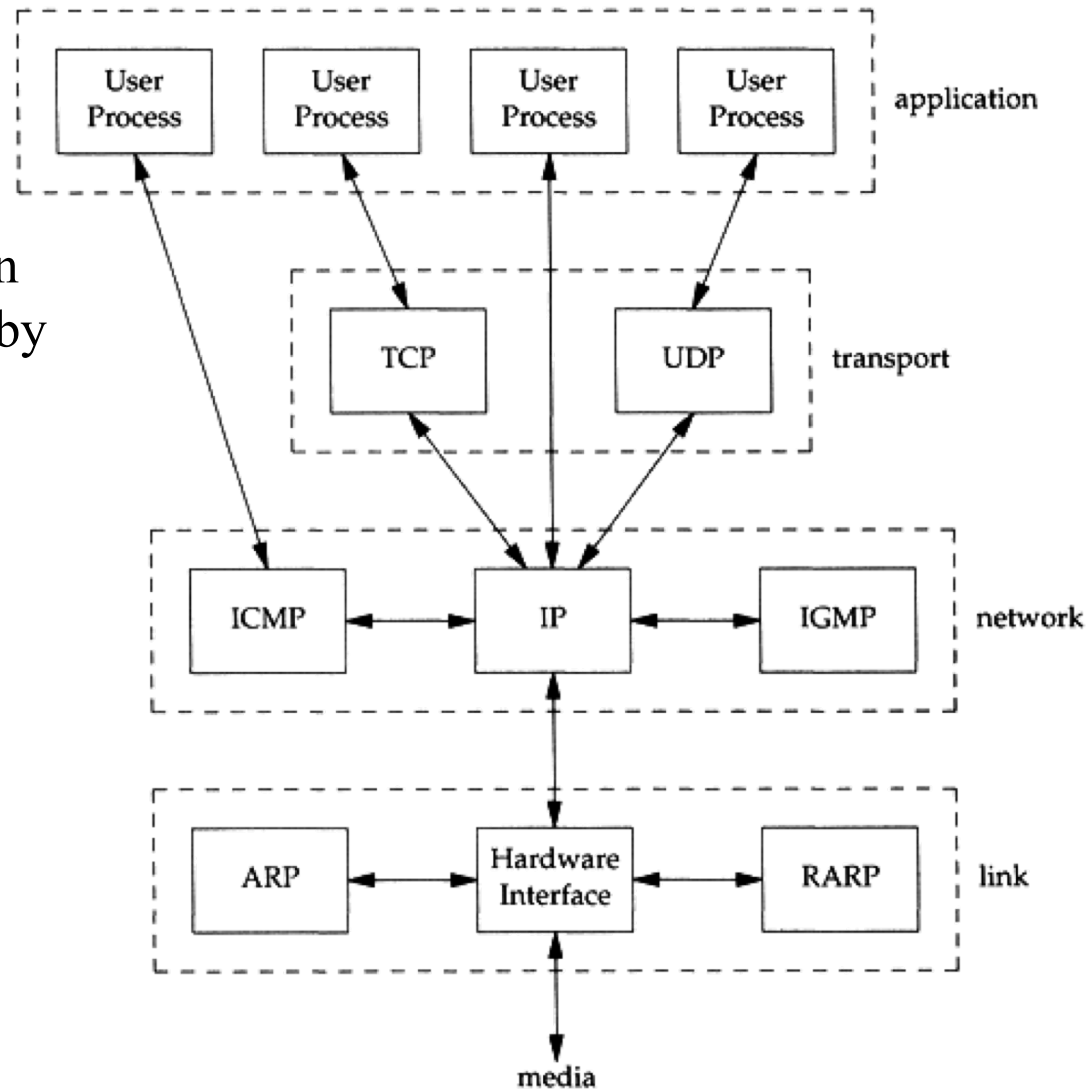 User
Process
User
Process
User
Process
User
Process
application
n
by
TCP
UDP
transport
ICMP
IP
IGMP
network
ARP
Hardware
Interface
RARP
link
media